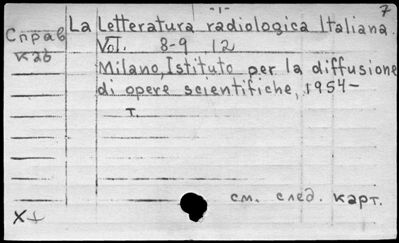 -1- 7
La Letteratura radiologica Italiana.
Справ
Vol. 8-9, 12
каб
Milano, Istituto per la diffusione
di opere scientifiche, 1954-
т.
см. след. карт.